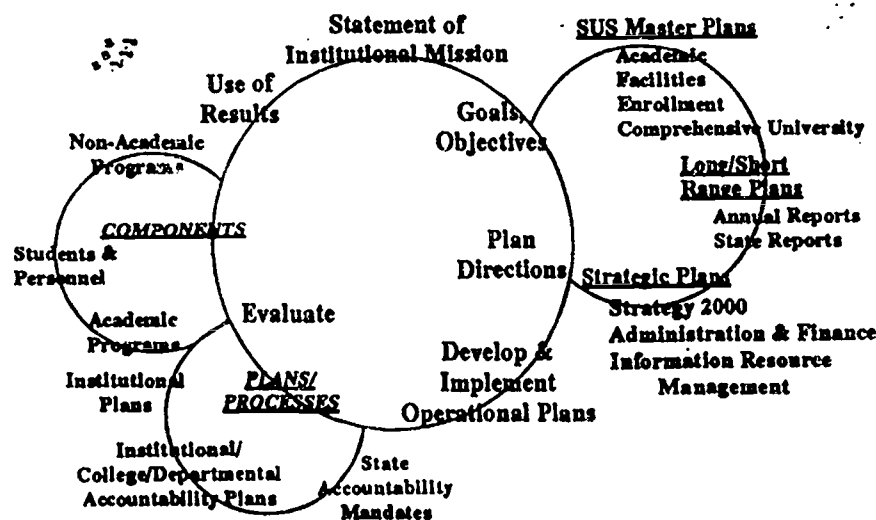 Statement of
Institutional Mission
SUS Master Plans
Academic
Facilities
Enrollment
Comprehensive University
Use of
Results
Goals,
Objectives
Non-Academic
Programs
Long/Short
Range Plans
Annual Reports
State Reports
COMPONENTS
Students &
Personnel
Plan
Directions
Strategic Plans
Strategy 2000
Administration & Finance
Information Resource
Management
Academic
Programs
Evaluate
Develop &
Implement
Operational Plans
Institutional
Plans
PLANS/
PROCESSES
Institutional/
College/Departmental
Accountability Plans
State
Accountability
Mandates